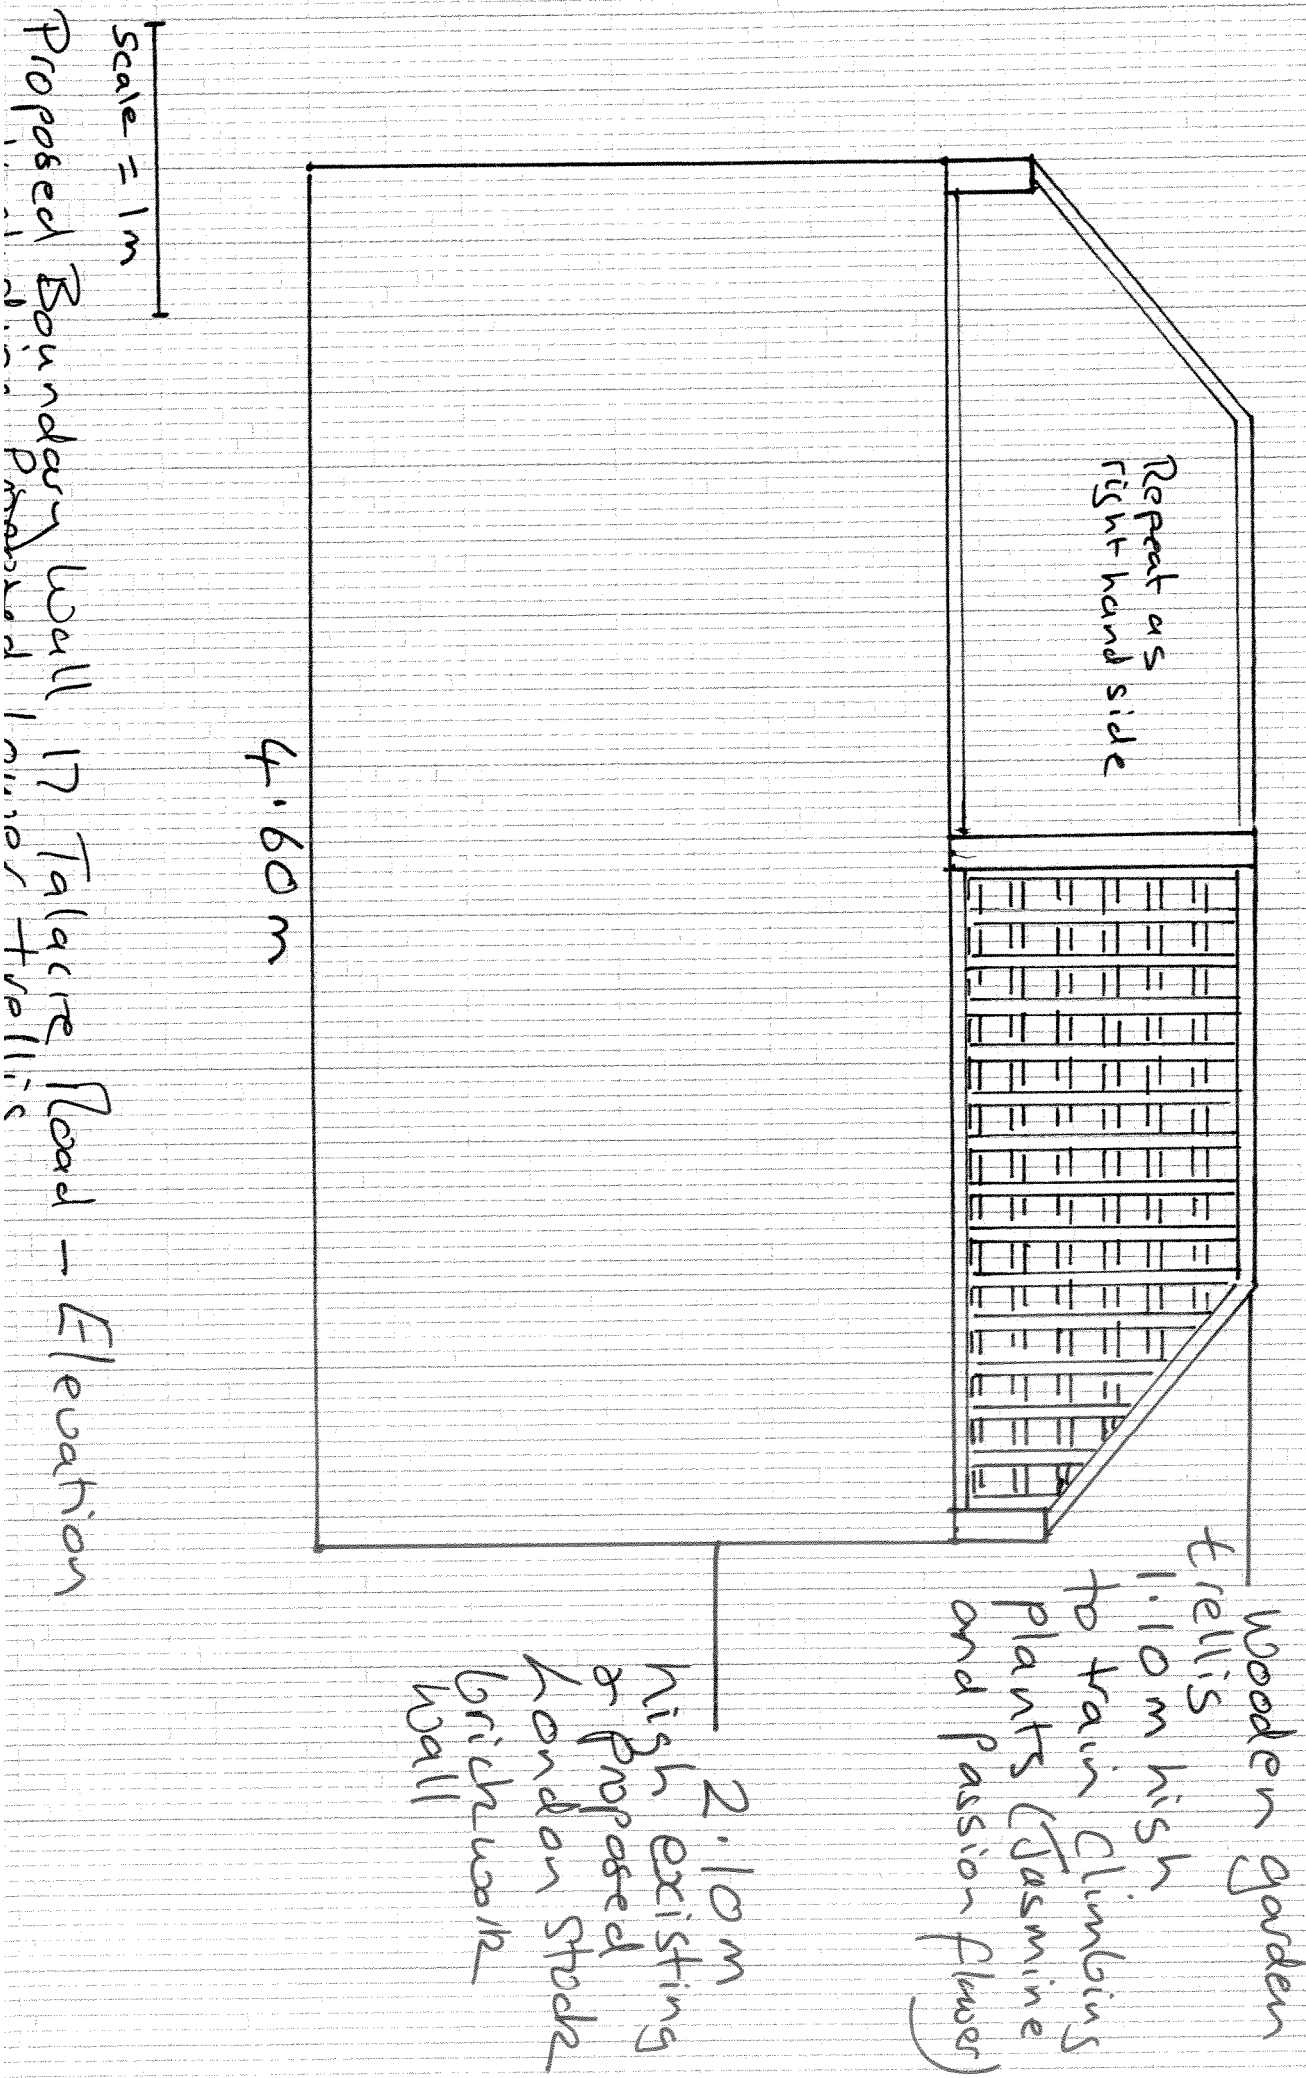 Wooden garden
trellis
1.10m high
to train climbing
plants (Jasmine
and passion flower)
Repeat as
right hand side
2.10m
high existing
& proposed
London Stock
brickwork
wall
4.60m
Scale = 1m
Proposed Boundary Wall 17 Talacre Road - Elevation
trellis